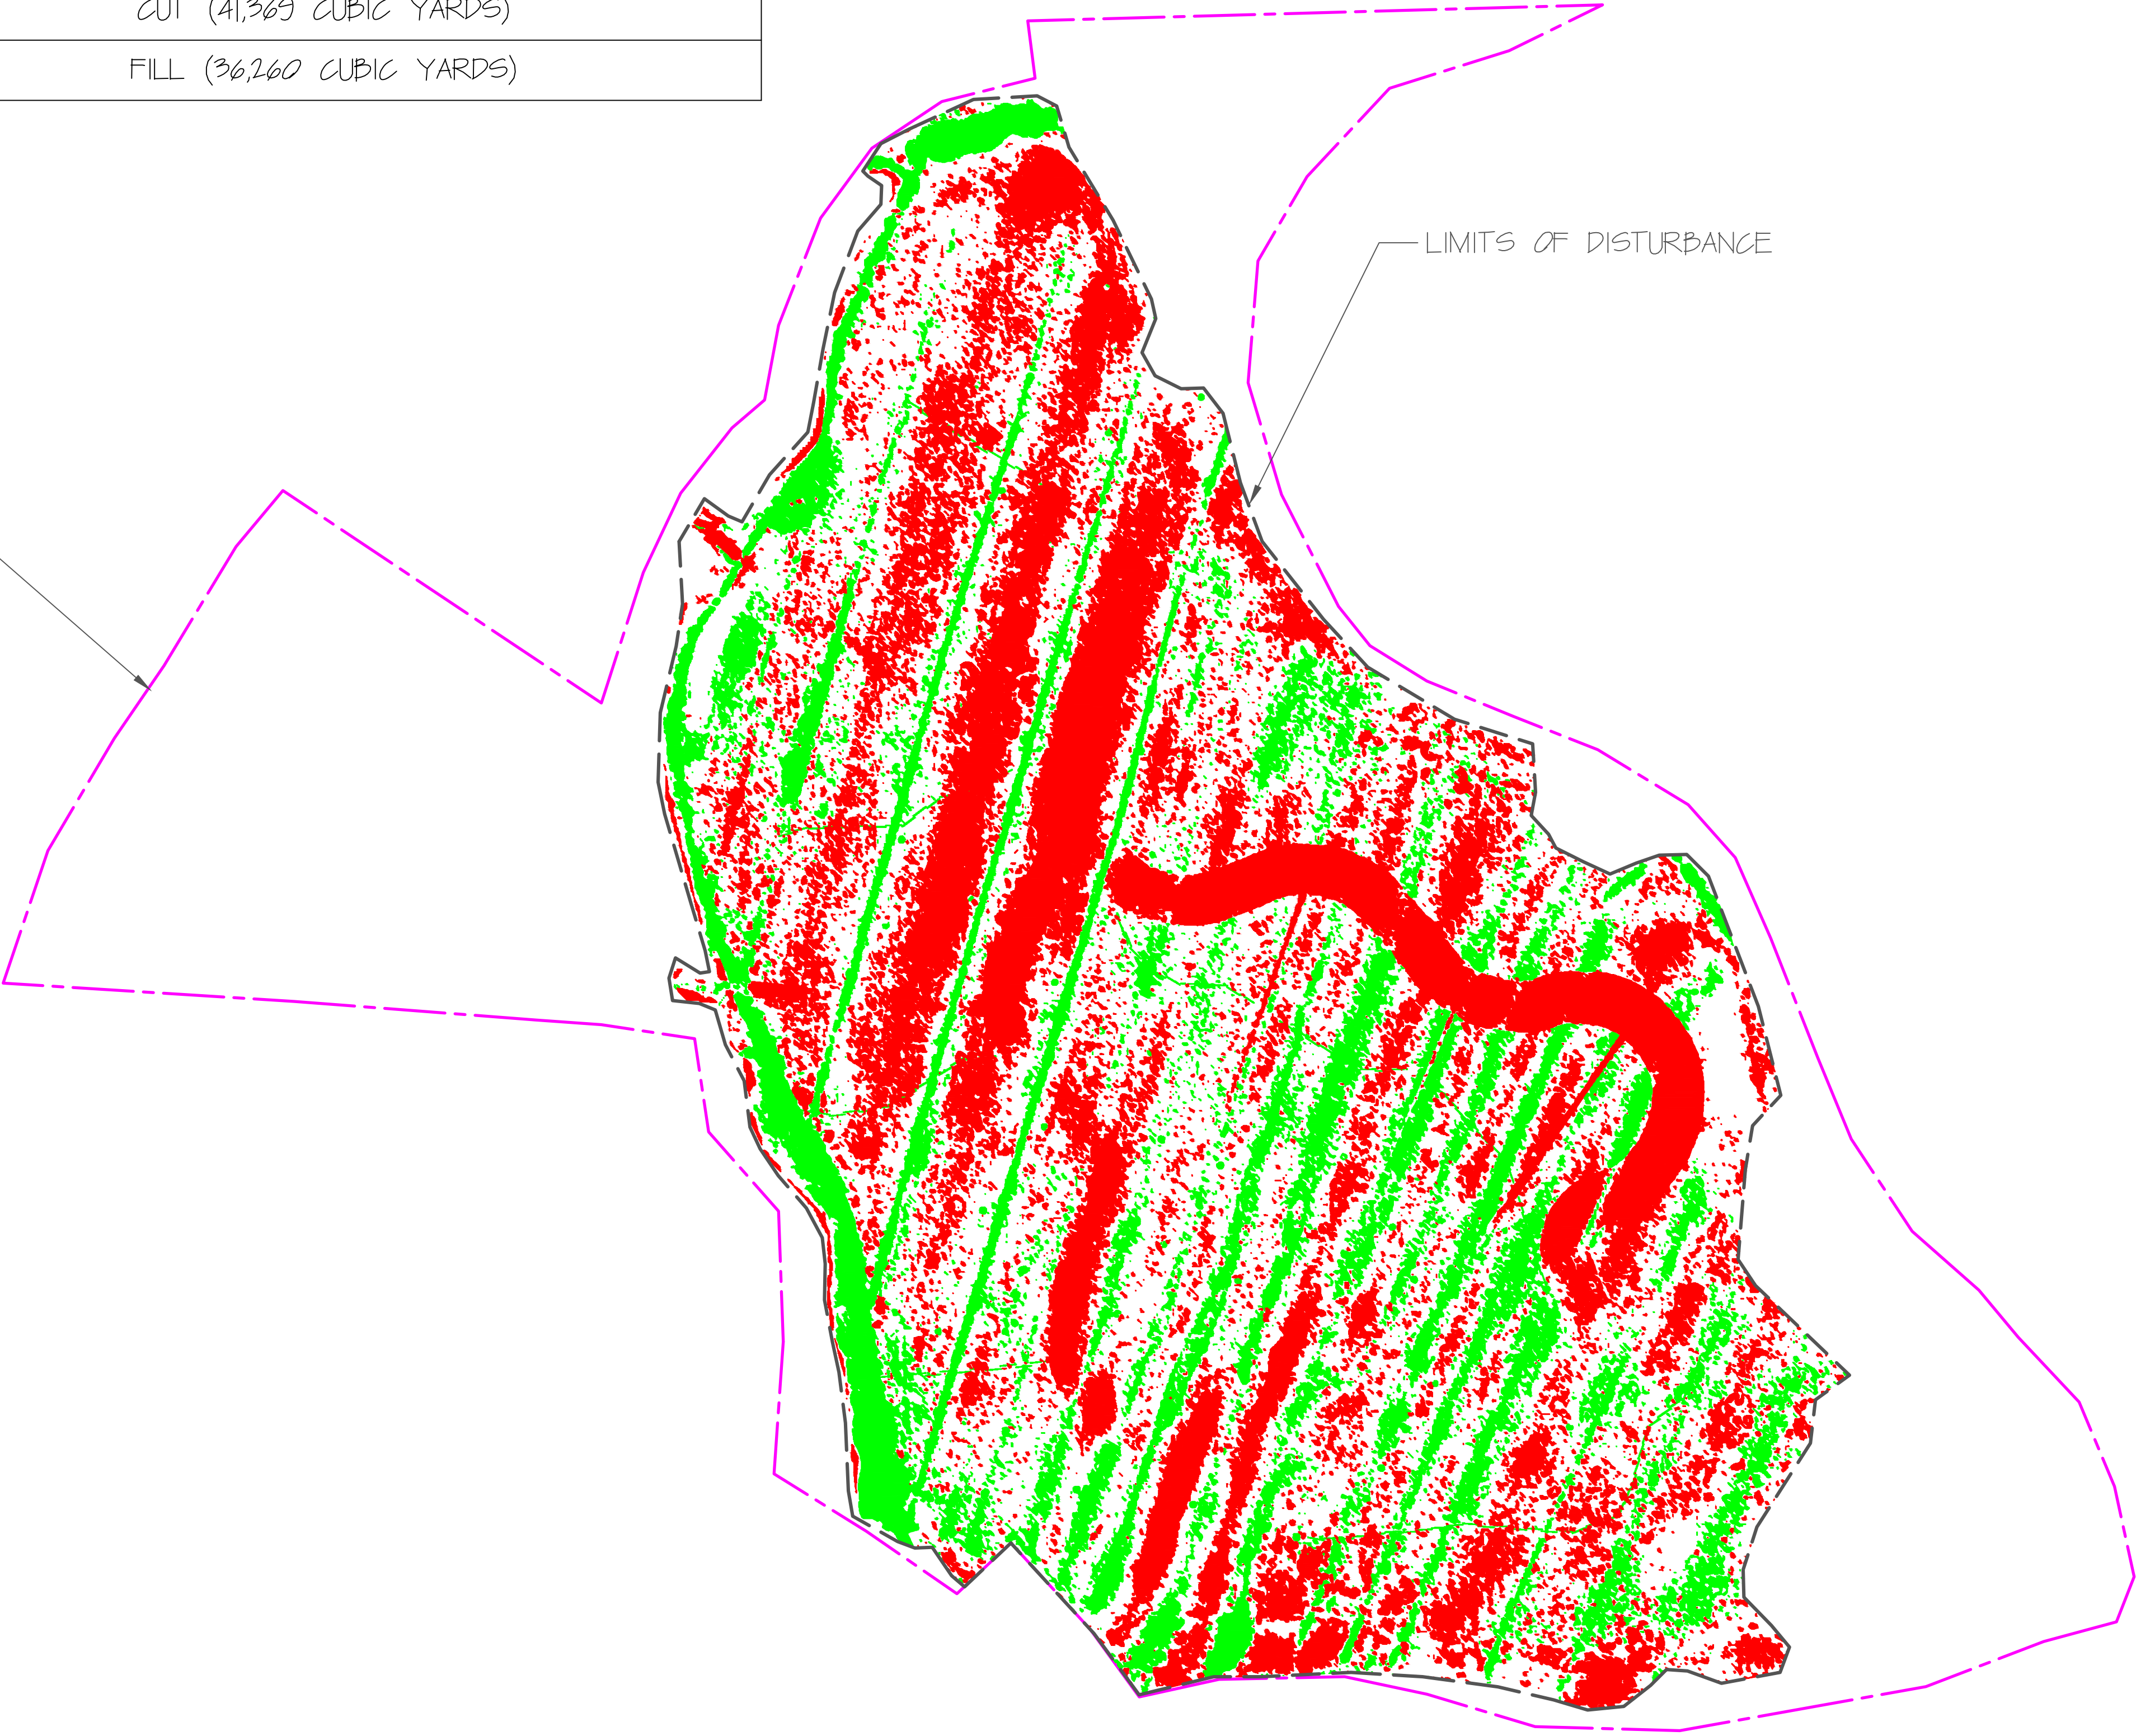 CUT (41,369 CUBIC YARDS)
FILL (36,260 CUBIC YARDS)
LIMITS OF DISTURBANCE